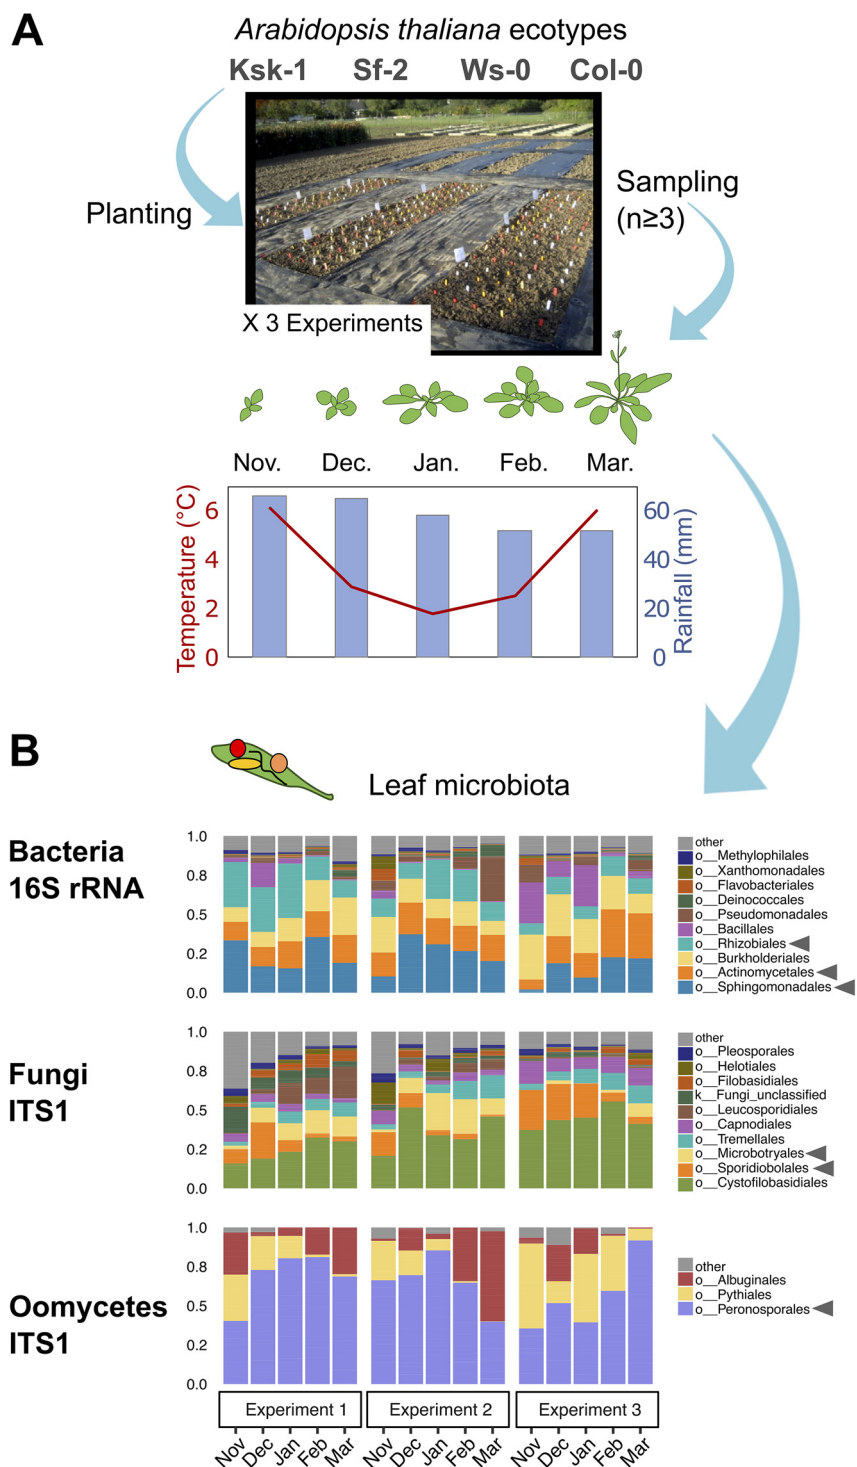 A
Arabidopsis thaliana ecotypes
Ksk-1 Sf-2 Ws-0 Col-0
Planting
Sampling
(n≥3)
X 3 Experiments
Nov. Dec. Jan. Feb. Mar.
Temperature (°C)
6
4
2
0
60
40
20
0
Rainfall (mm)
B
Leaf microbiota
Bacteria
16S rRNA
1.0
0.8
0.5
0.2
0.0
other
o__Methylophilales
o__Xanthomonadales
o__Flavobacteriales
o__Deinococcales
o__Pseudomonadales
o__Bacillales
o__Rhizobiales
o__Burkholderiales
o__Actinomycetales
o__Sphingomonadales
Fungi
ITS1
1.0
0.8
0.5
0.2
0.0
other
o__Pleosporales
o__Helotiales
o__Filobasidiales
k__Fungi_unclassified
o__Leucosporidiales
o__Capnodiales
o__Tremellales
o__Microbotryales
o__Sporidiobolales
o__Cystofilobasidiales
Oomycetes
ITS1
1.0
0.8
0.5
0.2
0.0
other
o__Albuginales
o__Pythiales
o__Peronosporales
Experiment 1 Experiment 2 Experiment 3
Nov Dec Jan Feb Mar Nov Dec Jan Feb Mar Nov Dec Jan Feb Mar